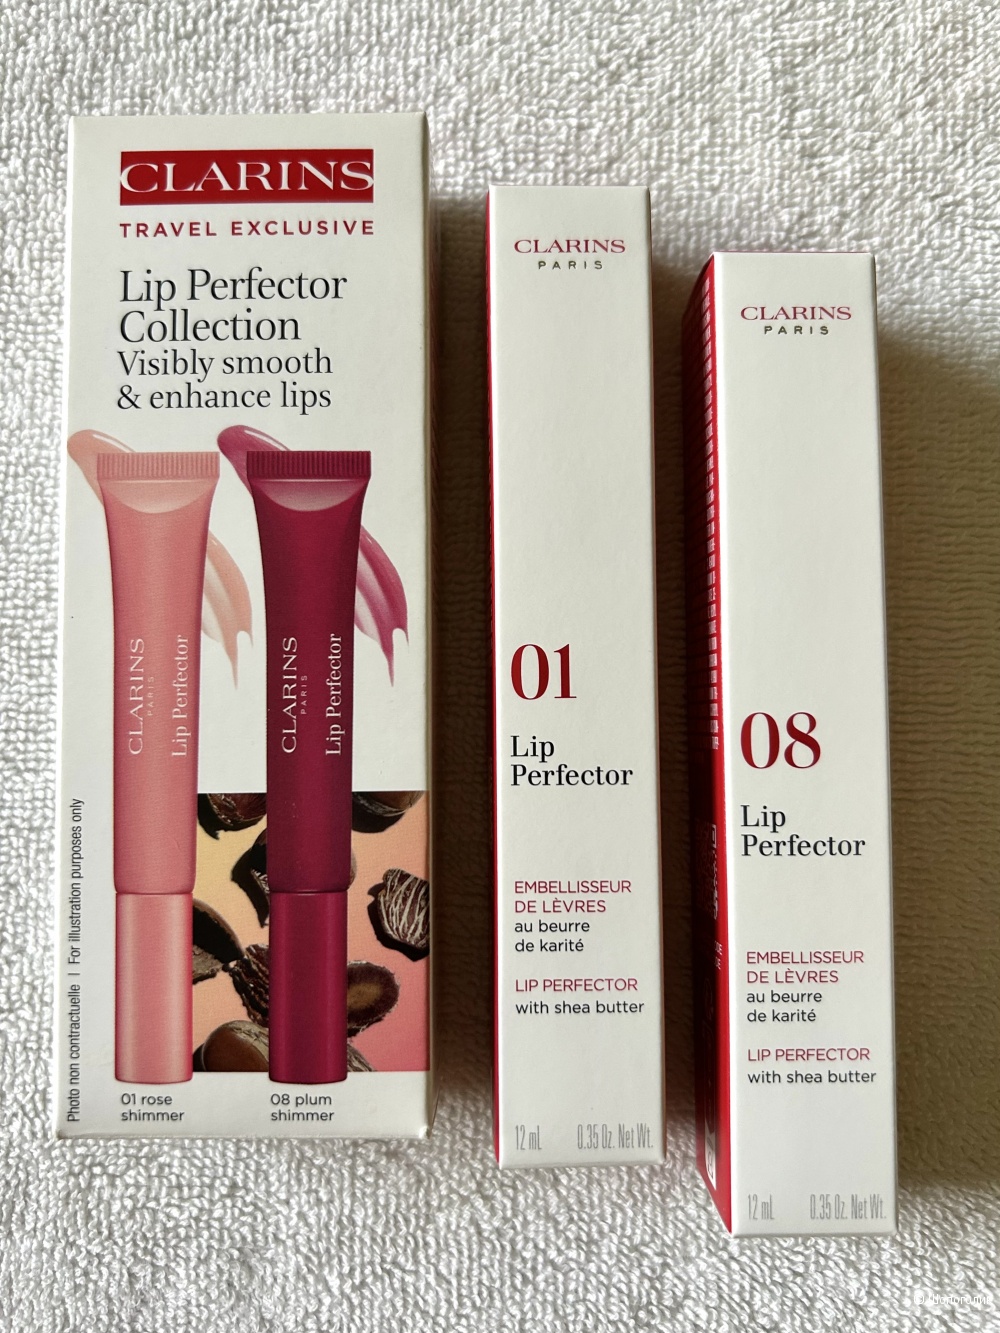 CLARINS
TRAVEL EXCLUSIVE
Lip Perfector
Collection
Visibly smooth
& enhance lips
CLARINS
PARIS
Lip Perfector
CLARINS
PARIS
Lip Perfector
Photo non contractuelle | For illustration purposes only
01 rose
shimmer
08 plum
shimmer
CLARINS
PARIS
01
Lip
Perfector
EMBELLISSEUR
DE LÈVRES
au beurre
de karité
LIP PERFECTOR
with shea butter
12 mL 0.35 Oz. Net Wt.
CLARINS
PARIS
08
Lip
Perfector
EMBELLISSEUR
DE LÈVRES
au beurre
de karité
LIP PERFECTOR
with shea butter
12 mL 0.35 Oz. Net Wt.